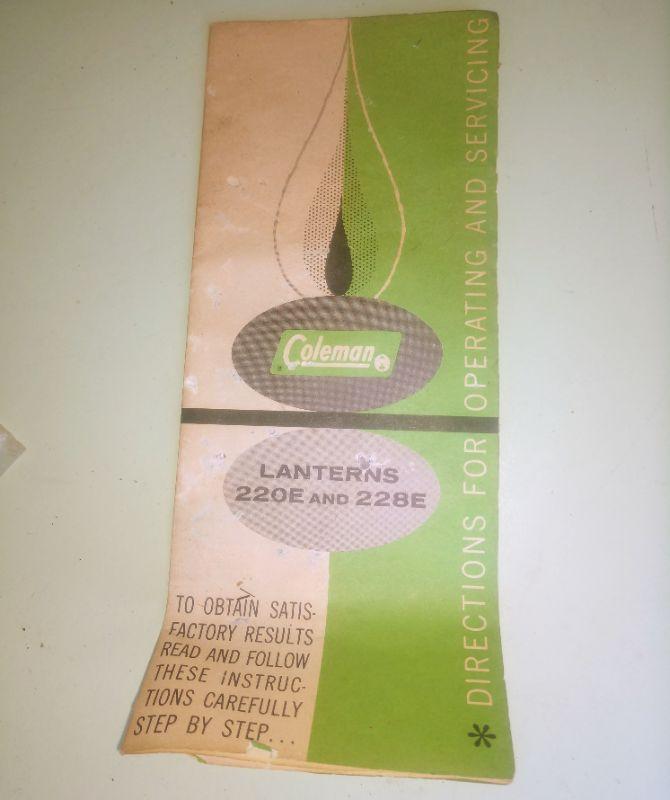 Coleman
LANTERNS
220E AND 228E
TO OBTAIN SATIS-
FACTORY RESULTS
READ AND FOLLOW
THESE INSTRUC-
TIONS CAREFULLY
STEP BY STEP...
* DIRECTIONS FOR OPERATING AND SERVICING